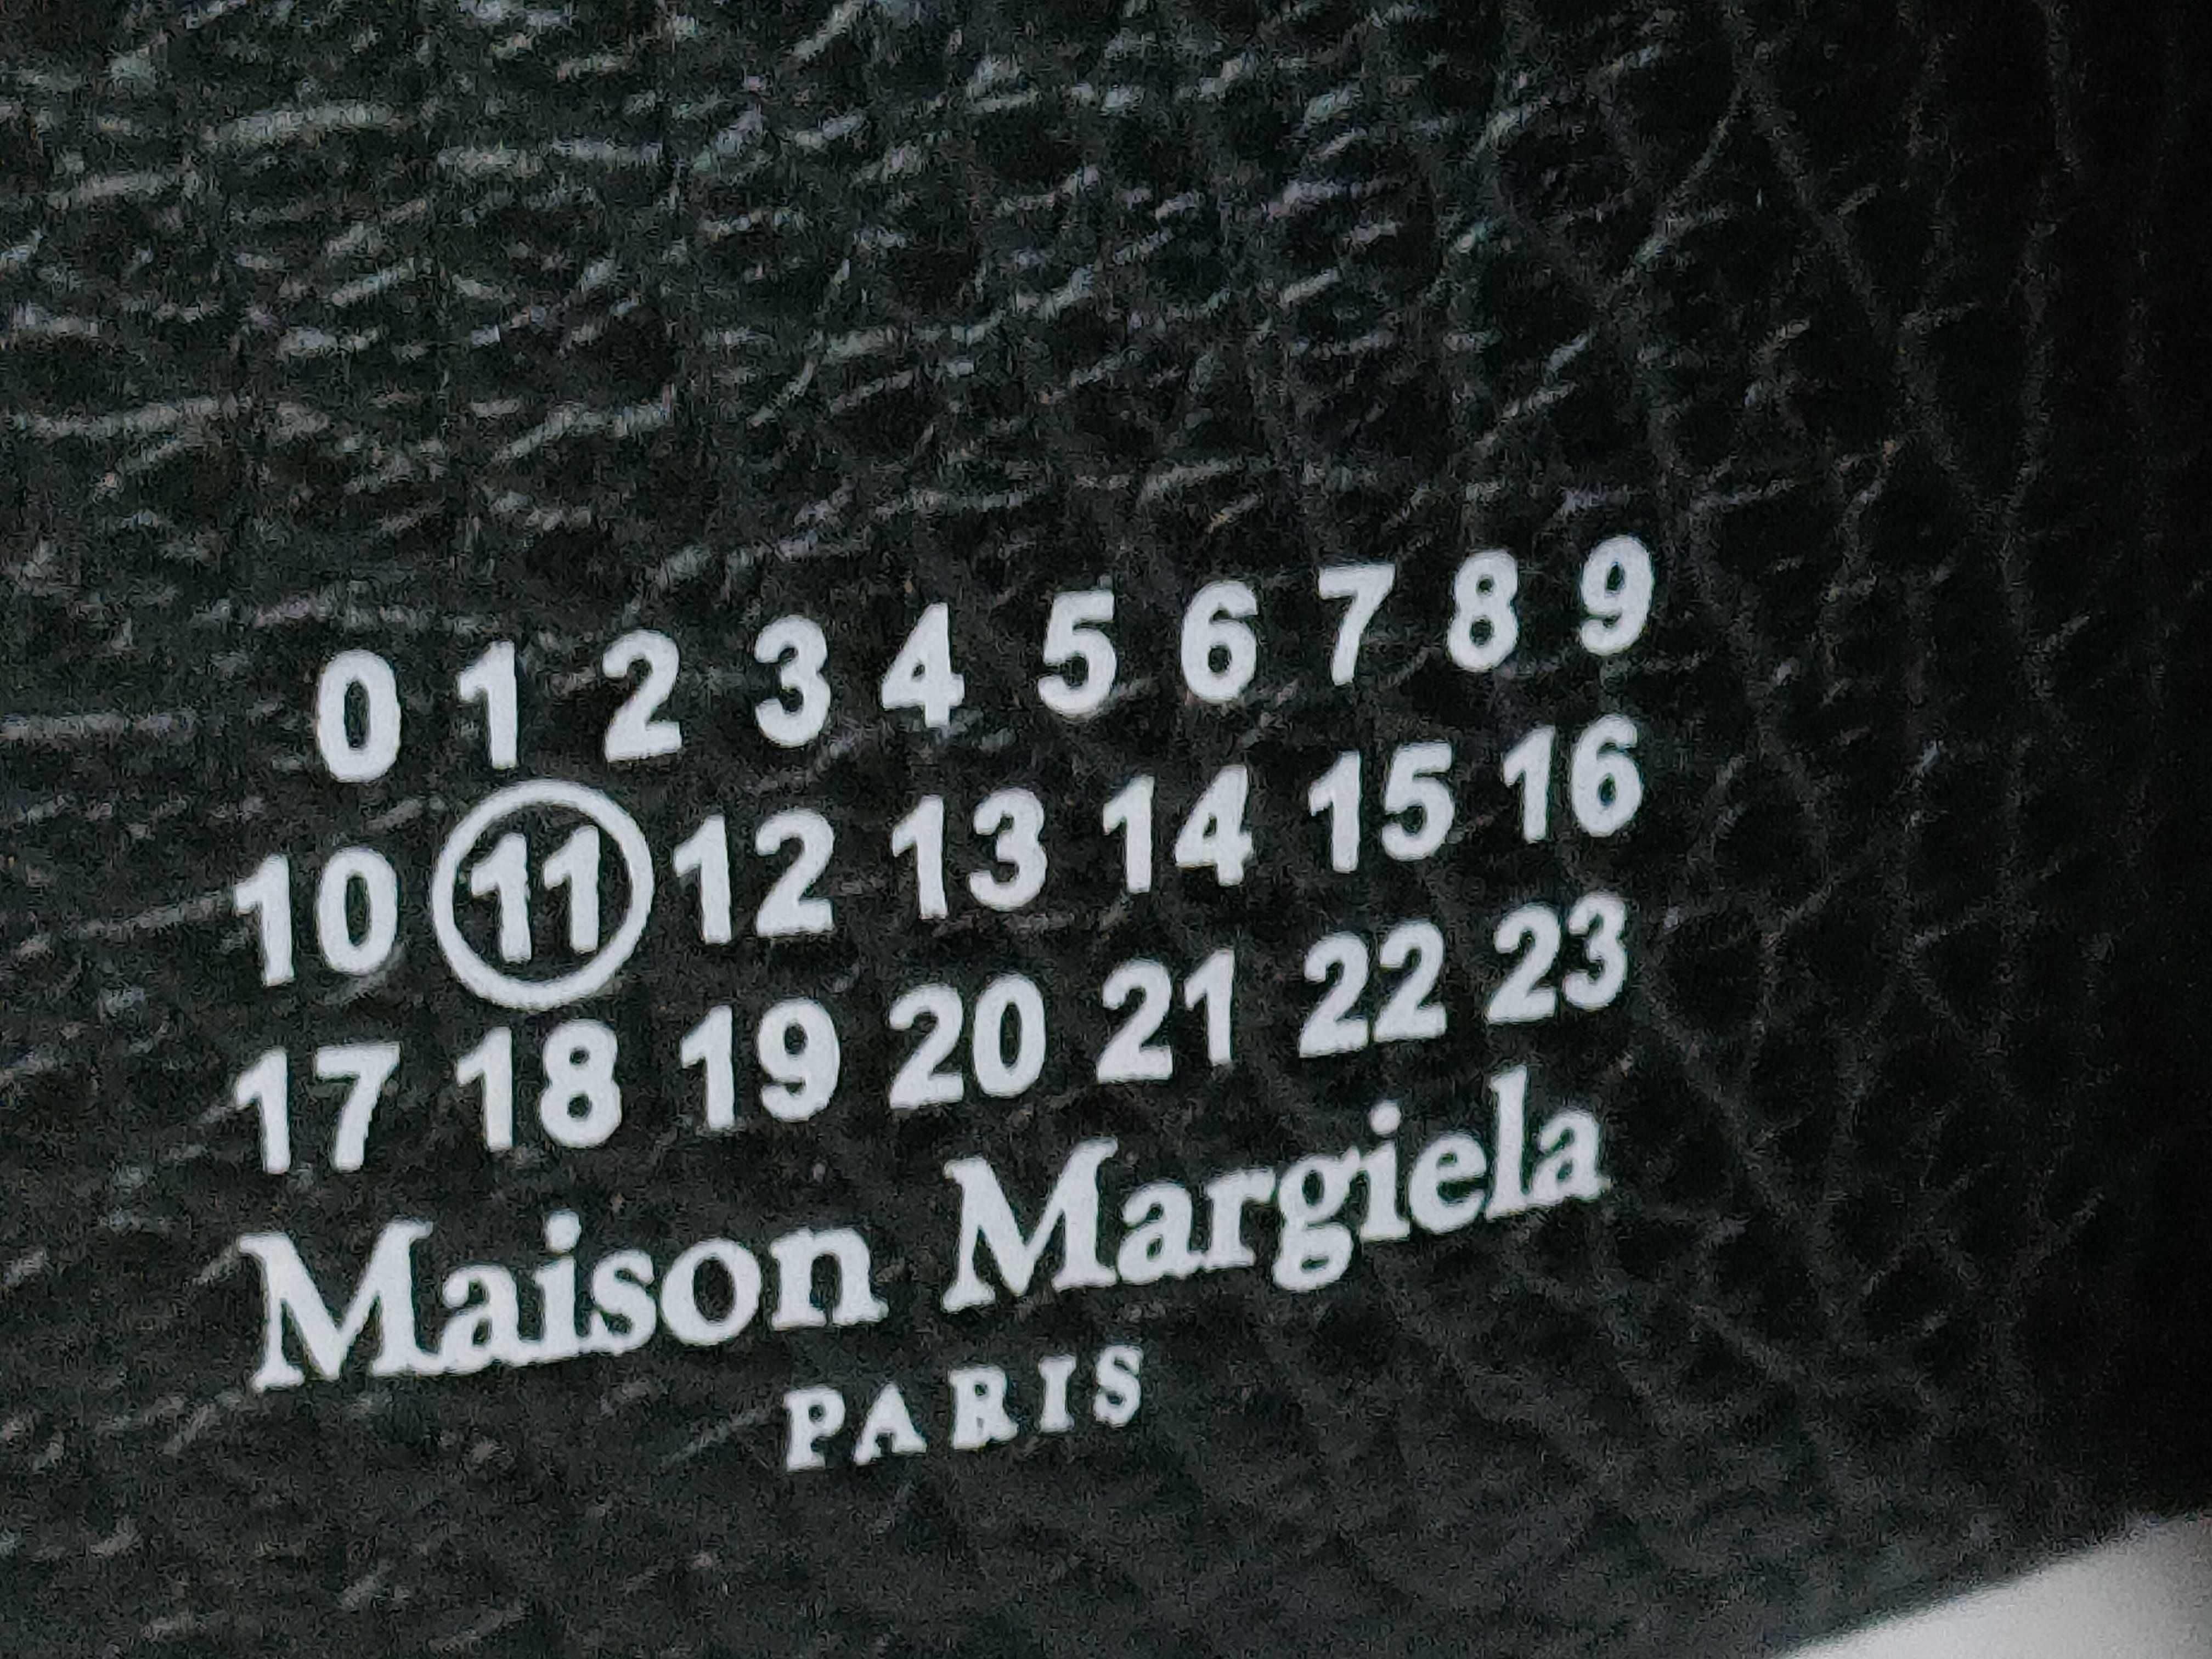 0 1 2 3 4 5 6 7 8 9
10 11 12 13 14 15 16
17 18 19 20 21 22 23
Maison Margiela
PARIS